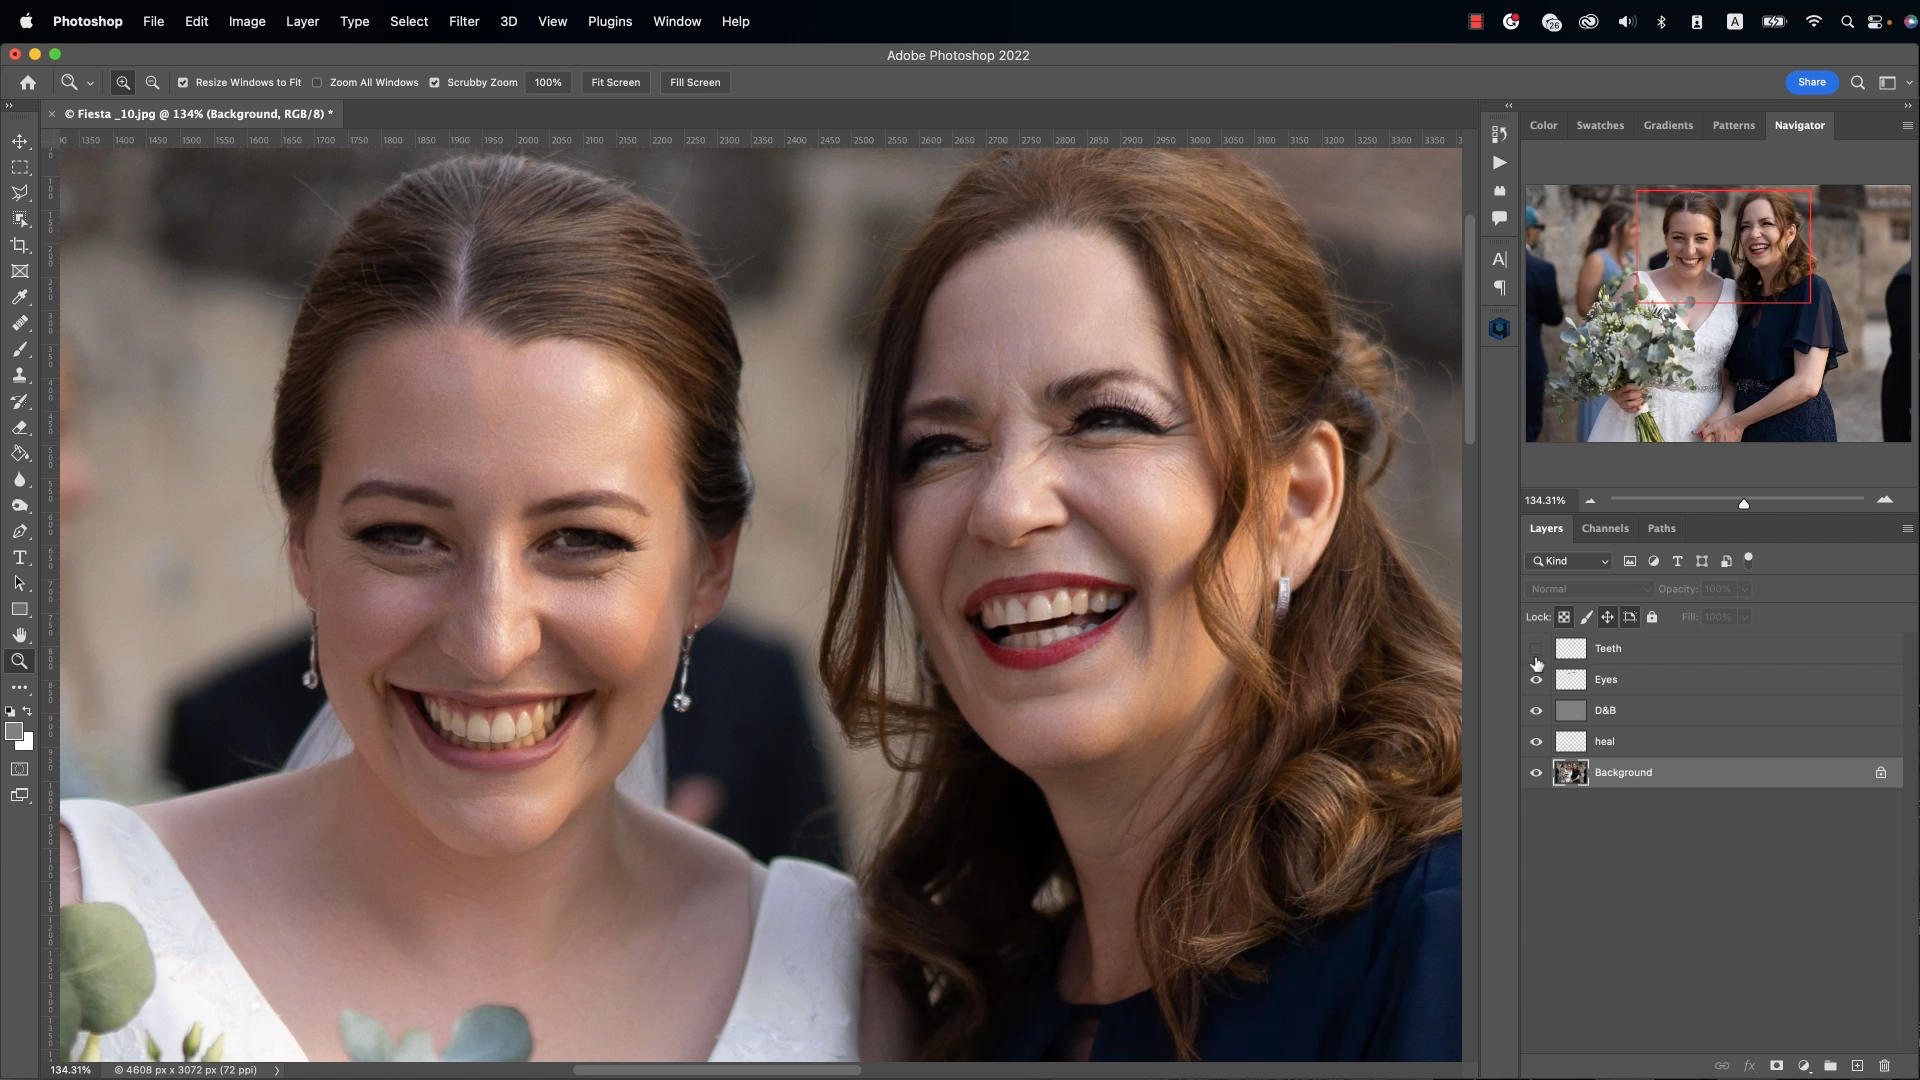 Photoshop File Edit Image Layer Type Select Filter 3D View Plugins Window Help
26 A
Adobe Photoshop 2022
Resize Windows to Fit Zoom All Windows Scrubby Zoom 100% Fit Screen Fill Screen Share
© Fiesta _10.jpg @ 134% (Background, RGB/8) *
1350 1400 1450 1500 1550 1600 1650 1700 1750 1800 1850 1900 1950 2000 2050 2100 2150 2200 2250 2300 2350 2400 2450 2500 2550 2600 2650 2700 2750 2800 2850 2900 2950 3000 3050 3100 3150 3200 3250 3300 3350
Color Swatches Gradients Patterns Navigator
134.31%
Layers Channels Paths
Kind
Normal Opacity: 100%
Lock: Fill: 100%
Teeth
Eyes
D&B
heal
Background
fx
134.31% © 4608 px x 3072 px (72 ppi)